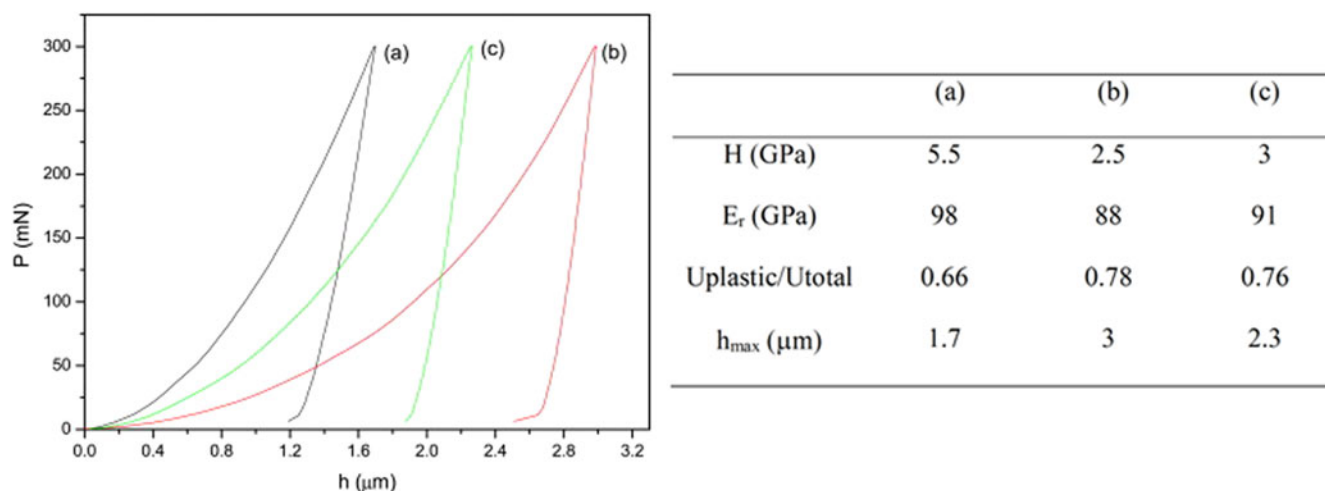 300
250
200
150
100
50
0
P (mN)
(a)
(c)
(b)
0.0 0.4 0.8 1.2 1.6 2.0 2.4 2.8 3.2
h (μm)
(a) (b) (c)
H (GPa) 5.5 2.5 3
Er (GPa) 98 88 91
Uplastic/Utotal 0.66 0.78 0.76
hmax (μm) 1.7 3 2.3